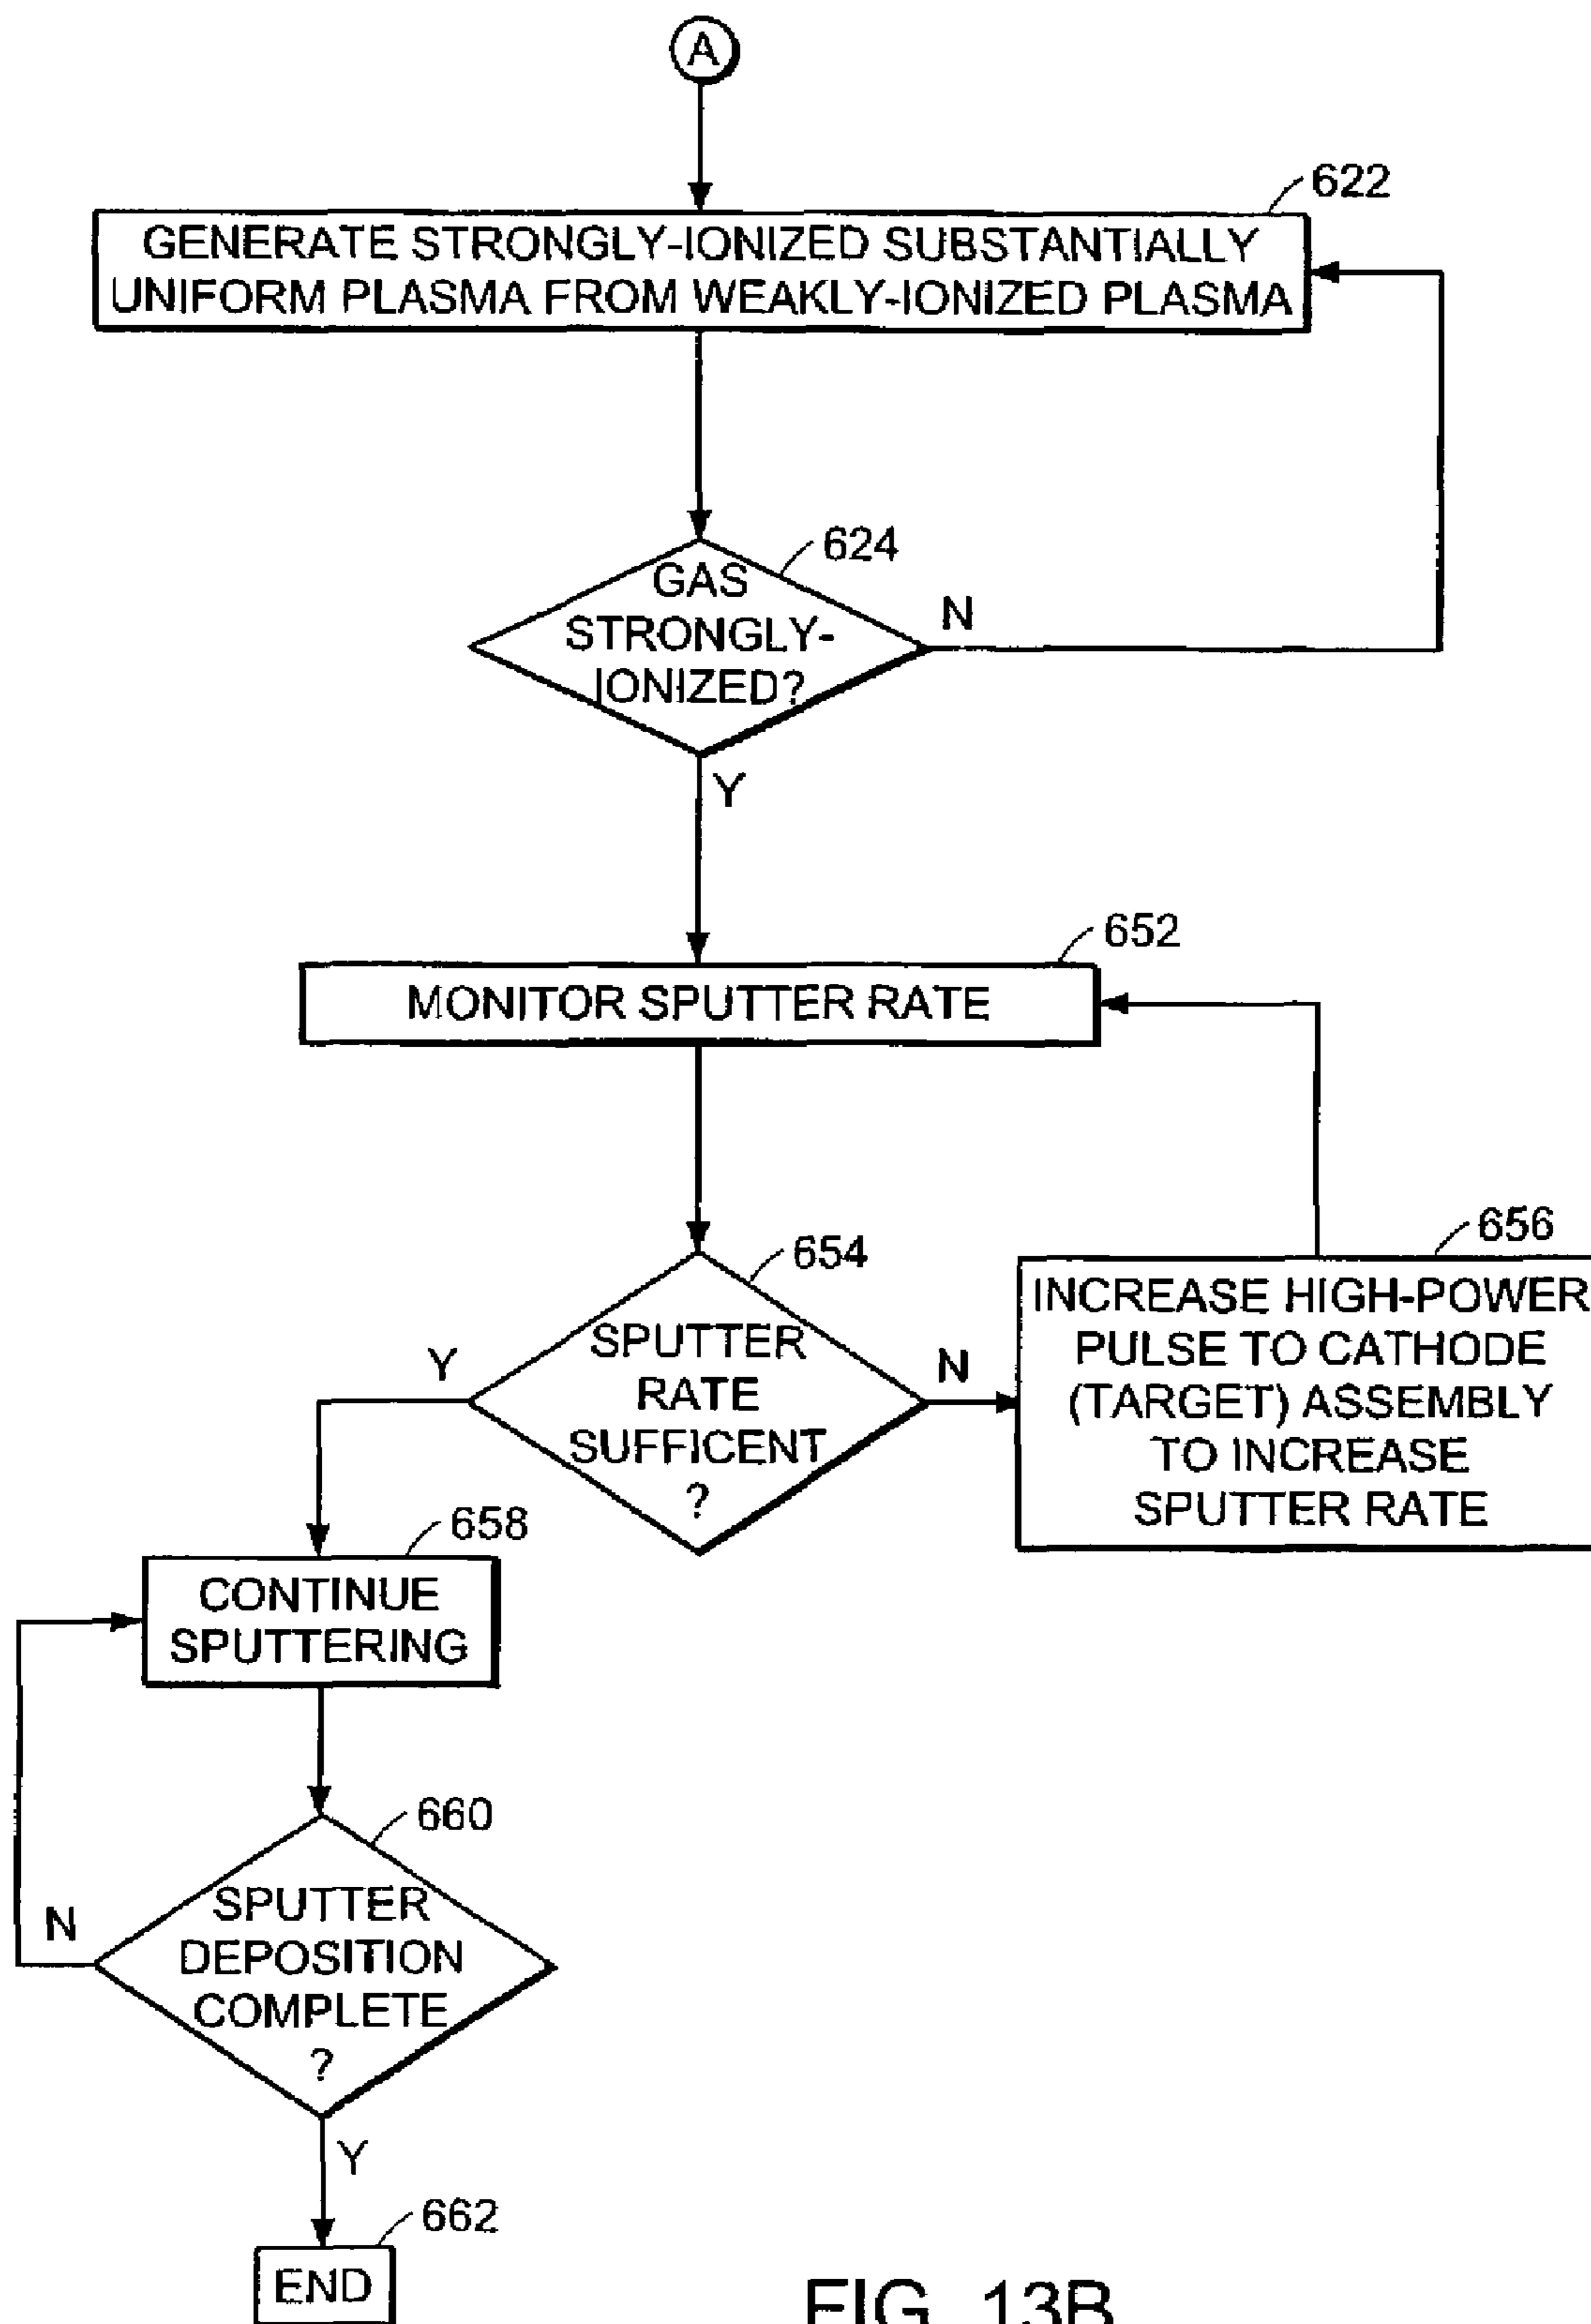 A
622
GENERATE STRONGLY-IONIZED SUBSTANTIALLY
UNIFORM PLASMA FROM WEAKLY-IONIZED PLASMA
624
GAS
STRONGLY-
IONIZED?
N
Y
652
MONITOR SPUTTER RATE
654
SPUTTER
RATE
SUFFICENT
?
Y
N
656
INCREASE HIGH-POWER
PULSE TO CATHODE
(TARGET) ASSEMBLY
TO INCREASE
SPUTTER RATE
658
CONTINUE
SPUTTERING
660
SPUTTER
DEPOSITION
COMPLETE
?
N
Y
662
END
FIG. 13B